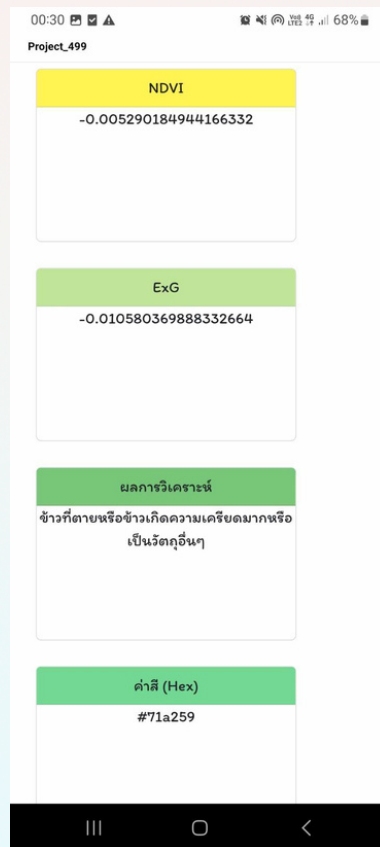 00:30 68%
Project_499
NDVI
-0.005290184944166332
ExG
-0.010580369888332664
ผลการวิเคราะห์
ข้าวที่ตายหรือข้าวเกิดความเครียดมากหรือ
เป็นวัตถุอื่นๆ
ค่าสี (Hex)
#71a259